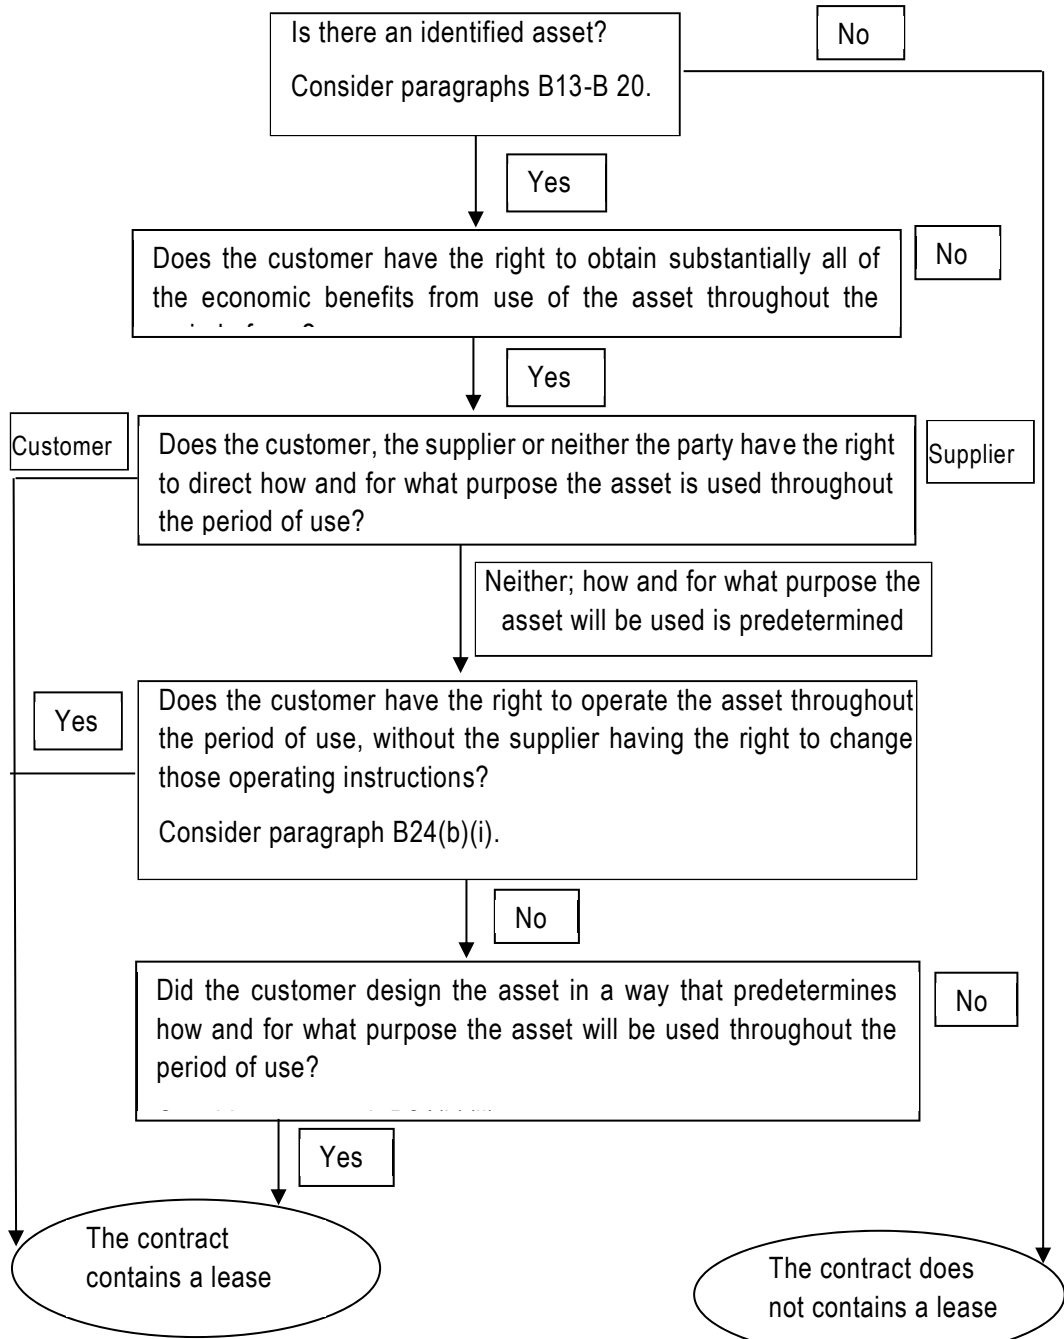 Is there an identified asset?
Consider paragraphs B13-B 20.
No
Yes
Does the customer have the right to obtain substantially all of
the economic benefits from use of the asset throughout the
No
Yes
Customer
Does the customer, the supplier or neither the party have the right
to direct how and for what purpose the asset is used throughout
the period of use?
Supplier
Neither; how and for what purpose the
asset will be used is predetermined
Yes
Does the customer have the right to operate the asset throughout
the period of use, without the supplier having the right to change
those operating instructions?
Consider paragraph B24(b)(i).
No
Did the customer design the asset in a way that predetermines
how and for what purpose the asset will be used throughout the
period of use?
No
Yes
The contract
contains a lease
The contract does
not contains a lease